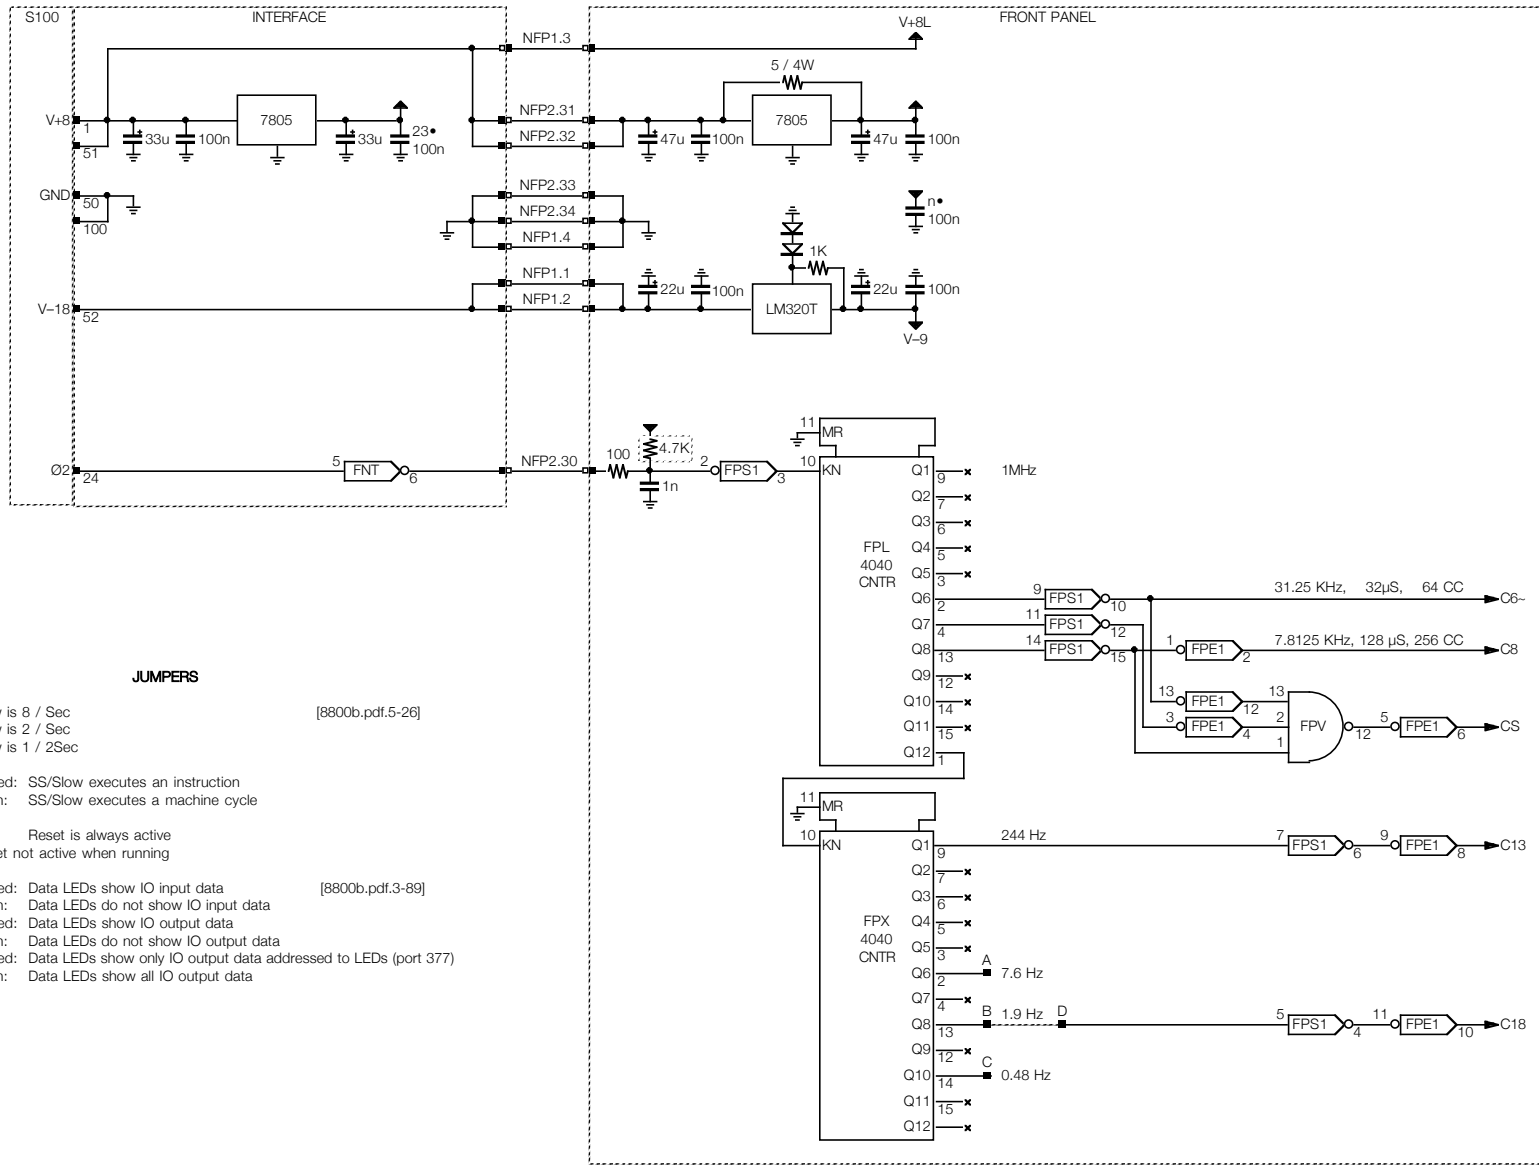 S100
INTERFACE
FRONT PANEL
V+8L
NFP1.3
5 / 4W
V+8
1
51
33u
100n
7805
33u
23•
100n
NFP2.31
NFP2.32
47u
100n
7805
47u
100n
GND
50
100
NFP2.33
NFP2.34
NFP1.4
n•
100n
1K
NFP1.1
NFP1.2
V–18
52
22u
100n
LM320T
22u
100n
V–9
Ø2
24
5
FNT
6
NFP2.30
100
4.7K
1n
2
FPS1
3
11
MR
10
KN
FPL
4040
CNTR
Q1
9
1MHz
Q2
7
Q3
6
Q4
5
Q5
3
Q6
2
9
FPS1
10
31.25 KHz, 32µS, 64 CC
C6~
Q7
4
11
FPS1
12
Q8
13
14
FPS1
15
1
FPE1
2
7.8125 KHz, 128 µS, 256 CC
C8
Q9
12
Q10
14
Q11
15
Q12
1
13
FPE1
12
3
FPE1
4
13
2
1
FPV
12
5
FPE1
6
CS
JUMPERS
is 8 / Sec [8800b.pdf.5-26]
is 2 / Sec
is 1 / 2Sec
ed: SS/Slow executes an instruction
n: SS/Slow executes a machine cycle
Reset is always active
et not active when running
ed: Data LEDs show IO input data [8800b.pdf.3-89]
n: Data LEDs do not show IO input data
ed: Data LEDs show IO output data
n: Data LEDs do not show IO output data
ed: Data LEDs show only IO output data addressed to LEDs (port 377)
n: Data LEDs show all IO output data
11
MR
10
KN
FPX
4040
CNTR
Q1
9
244 Hz
7
FPS1
6
9
FPE1
8
C13
Q2
7
Q3
6
Q4
5
Q5
3
Q6
2
A
7.6 Hz
Q7
4
Q8
13
B
1.9 Hz
D
5
FPS1
4
11
FPE1
10
C18
Q9
12
Q10
14
C
0.48 Hz
Q11
15
Q12